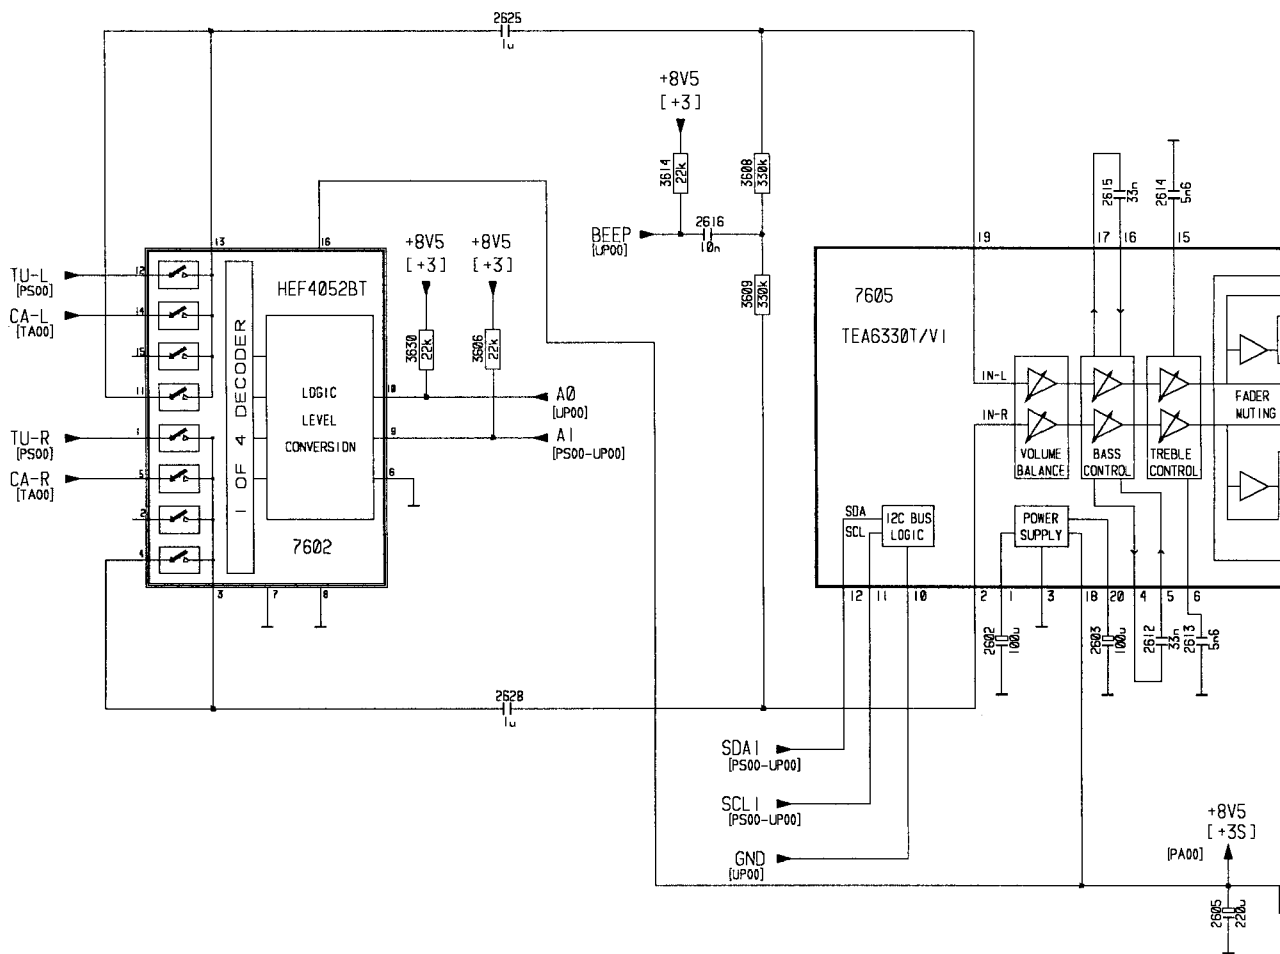 2625
1u
+8V5
[+3]
3614
22k
3608
330k
2615
33n
2614
5n6
BEEP
[UP00]
2616
10n
13
16
+8V5
[+3]
+8V5
[+3]
19
17
16
15
TU-L
[PS00]
12
CA-L
[TA00]
14
15
11
TU-R
[PS00]
1
CA-R
[TA00]
5
2
4
1 OF 4 DECODER
HEF4052BT
LOGIC
LEVEL
CONVERSION
7602
3630
22k
3606
22k
10
A0
[UP00]
9
A1
[PS00-UP00]
6
3609
330k
7605
TEA6330T/V1
IN-L
IN-R
VOLUME
BALANCE
BASS
CONTROL
TREBLE
CONTROL
FADER
MUTING
SDA
SCL
I2C BUS
LOGIC
POWER
SUPPLY
3
7
8
12
11
10
2
1
3
18
20
4
5
6
2602
100u
2603
100u
2612
33n
2613
5n6
2628
1u
SDA1
[PS00-UP00]
SCL1
[PS00-UP00]
GND
[UP00]
+8V5
[+3S]
[PA00]
2605
220u